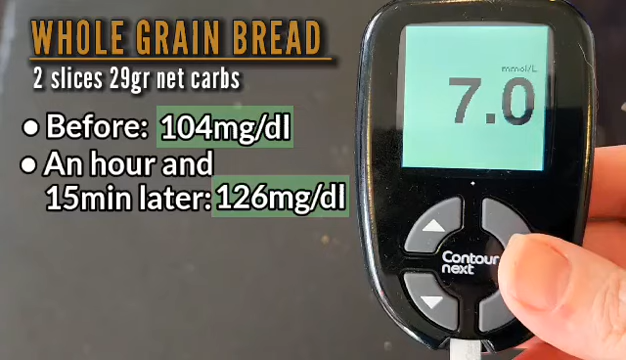 WHOLE GRAIN BREAD
2 slices 29gr net carbs
• Before: 104mg/dl
• An hour and
15min later: 126mg/dl
mmol/L
7.0
Contour
next